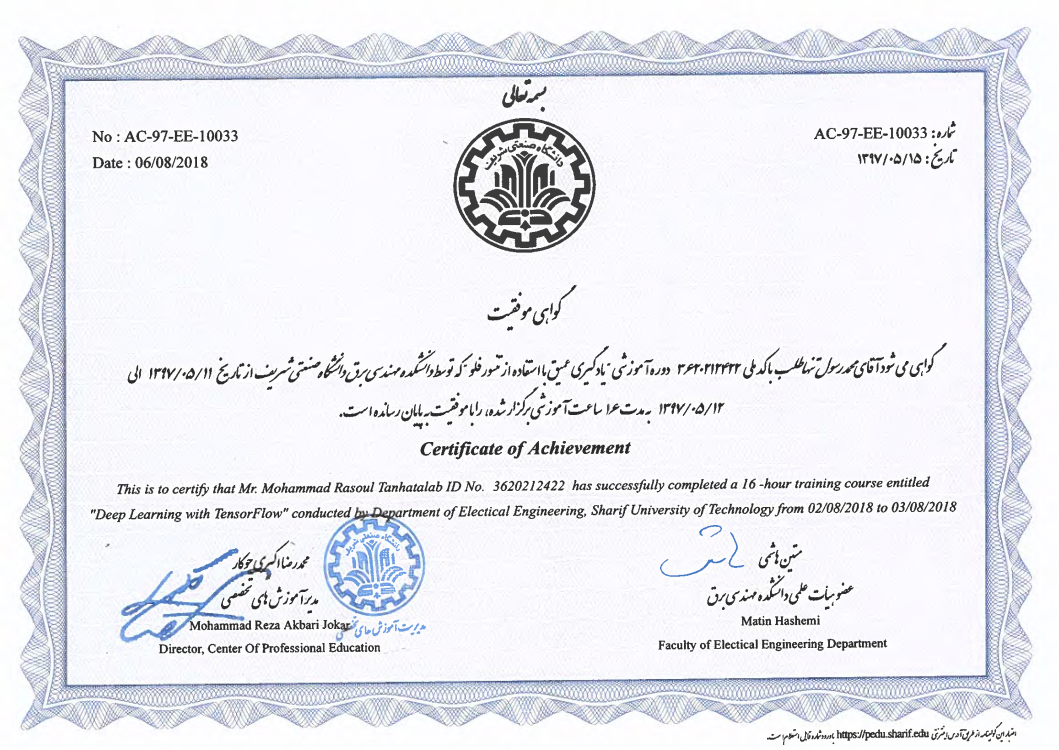 بسمه تعالی
No : AC-97-EE-10033
Date : 06/08/2018
شماره: AC-97-EE-10033
تاریخ: ۱۳۹۷/۰۵/۱۵
دانشگاه صنعتی شریف
گواهی موفقیت
گواهی می شود آقای محمد رسول تنهاطلب با کد ملی ۳۶۲۰۲۱۲۴۲۲ دوره آموزشی "یادگیری عمیق با استفاده از تنسور فلو" که توسط دانشکده مهندسی برق دانشگاه صنعتی شریف از تاریخ ۱۳۹۷/۰۵/۱۱ الی
۱۳۹۷/۰۵/۱۲ به مدت ۱۶ ساعت آموزشی برگزار شده، را با موفقیت به پایان رسانده است.
Certificate of Achievement
This is to certify that Mr. Mohammad Rasoul Tanhatalab ID No. 3620212422 has successfully completed a 16 -hour training course entitled
"Deep Learning with TensorFlow" conducted by Department of Electical Engineering, Sharif University of Technology from 02/08/2018 to 03/08/2018
محمدرضا اکبری جوکار
مدیر آموزش های تخصصی
Mohammad Reza Akbari Jokar
Director, Center Of Professional Education
دانشگاه صنعتی شریف
مدیریت آموزش های تخصصی
متین هاشمی
عضو هیأت علمی دانشکده مهندسی برق
Matin Hashemi
Faculty of Electical Engineering Department
اعتبار این گواهینامه از طریق آدرس اینترنتی https://pedu.sharif.edu با درج شماره قابل استعلام است.